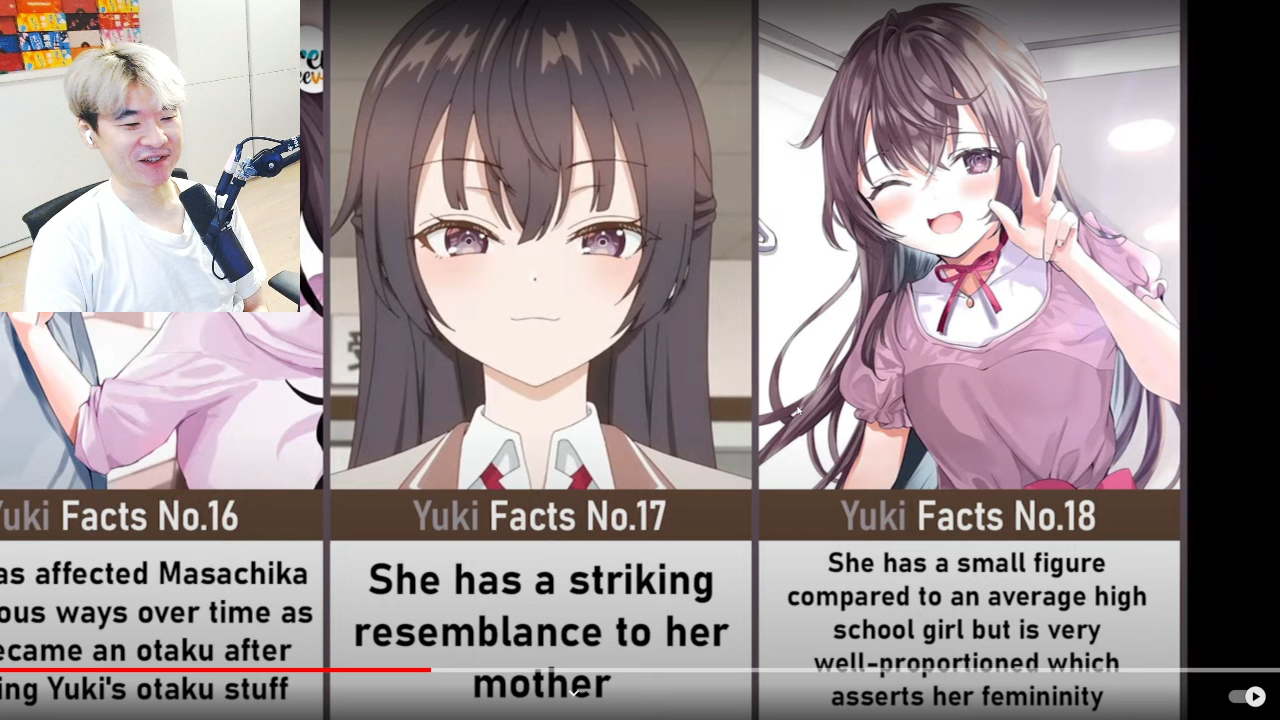 Yuki Facts No.16
as affected Masachika
ous ways over time as
ecame an otaku after
ing Yuki's otaku stuff
Yuki Facts No.17
She has a striking
resemblance to her
mother
Yuki Facts No.18
She has a small figure
compared to an average high
school girl but is very
well-proportioned which
asserts her femininity